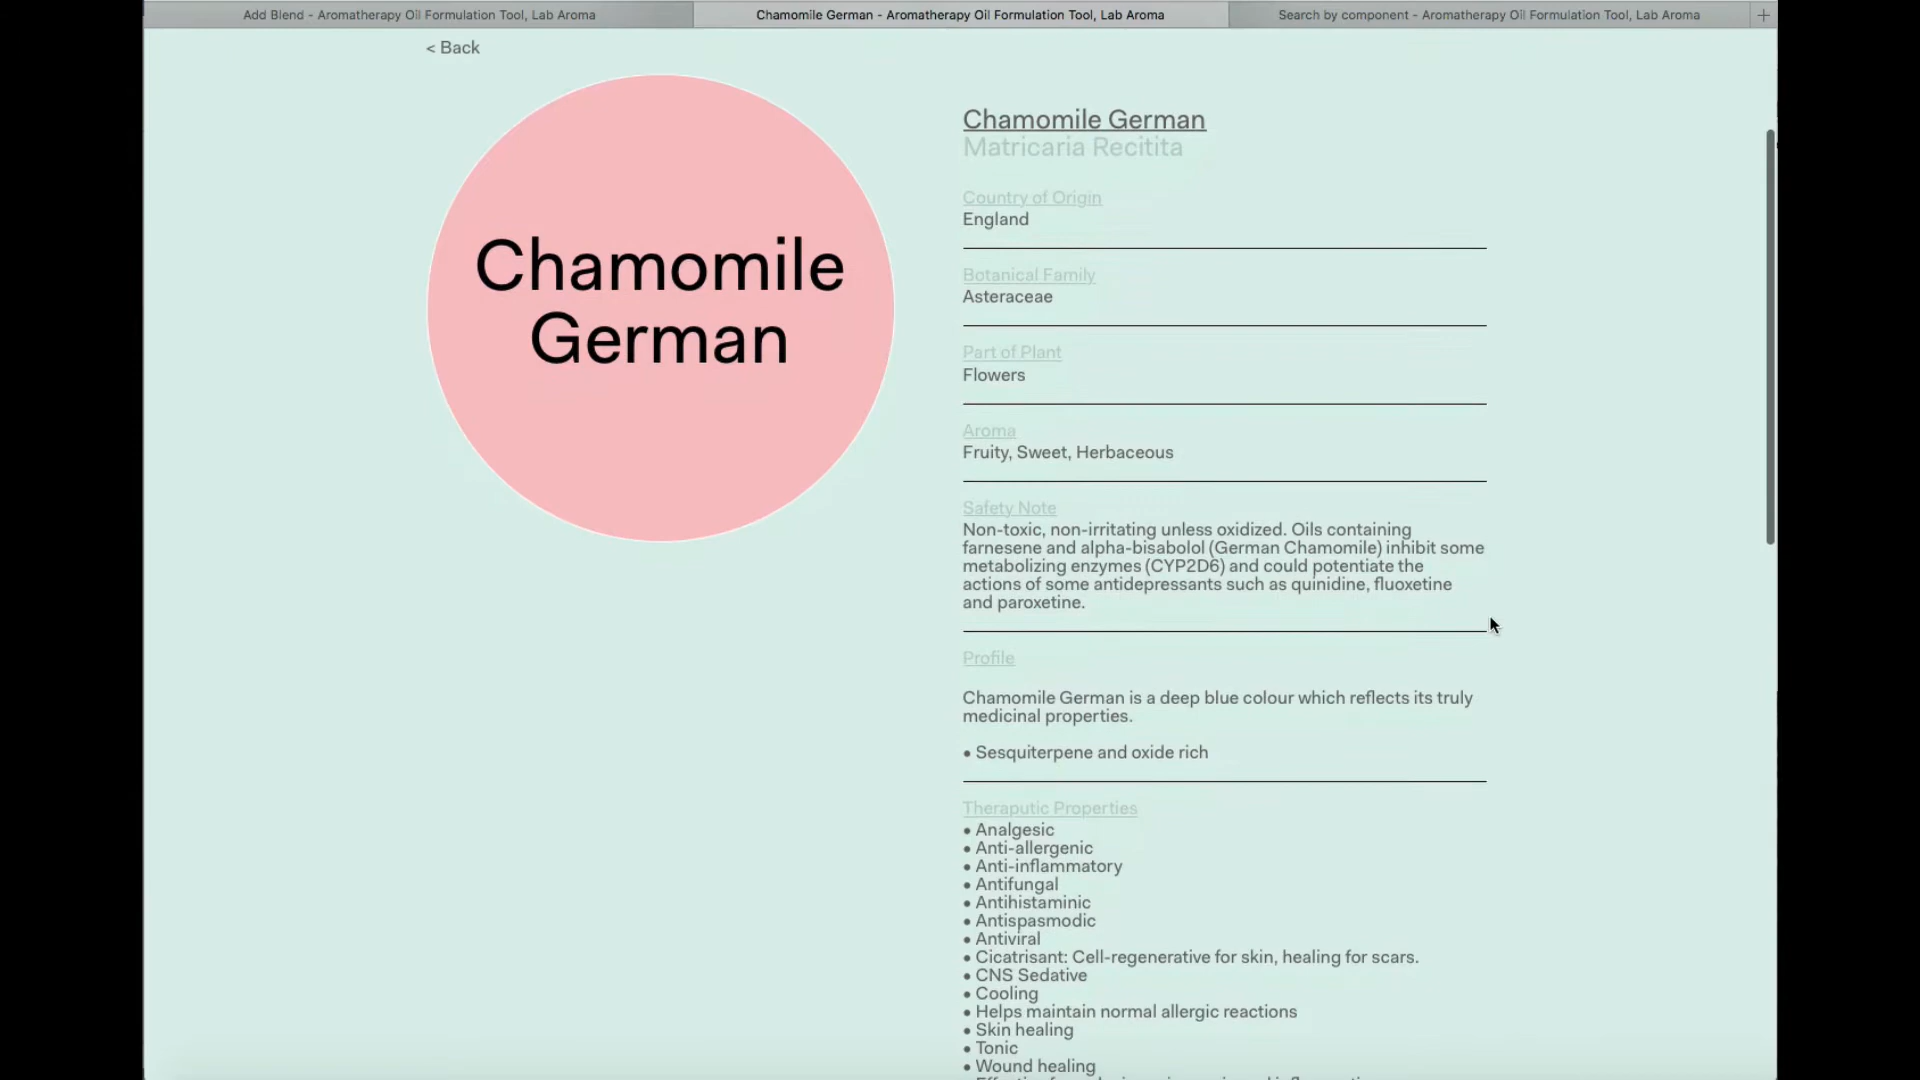 Add Blend - Aromatherapy Oil Formulation Tool, Lab Aroma
Chamomile German - Aromatherapy Oil Formulation Tool, Lab Aroma
Search by component - Aromatherapy Oil Formulation Tool, Lab Aroma
< Back
Chamomile
German
Chamomile German
Matricaria Recitita
Country of Origin
England
Botanical Family
Asteraceae
Part of Plant
Flowers
Aroma
Fruity, Sweet, Herbaceous
Safety Note
Non-toxic, non-irritating unless oxidized. Oils containing
farnesene and alpha-bisabolol (German Chamomile) inhibit some
metabolizing enzymes (CYP2D6) and could potentiate the
actions of some antidepressants such as quinidine, fluoxetine
and paroxetine.
Profile
Chamomile German is a deep blue colour which reflects its truly
medicinal properties.
• Sesquiterpene and oxide rich
Theraputic Properties
• Analgesic
• Anti-allergenic
• Anti-inflammatory
• Antifungal
• Antihistaminic
• Antispasmodic
• Antiviral
• Cicatrisant: Cell-regenerative for skin, healing for scars.
• CNS Sedative
• Cooling
• Helps maintain normal allergic reactions
• Skin healing
• Tonic
• Wound healing